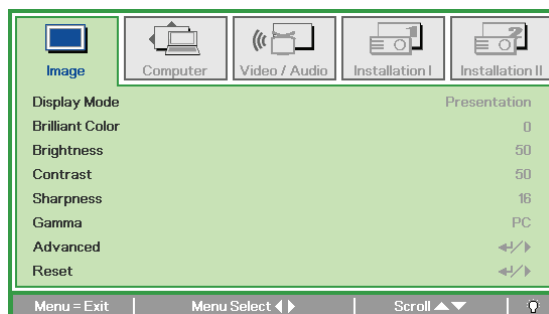 Image Computer Video / Audio Installation I Installation II
Display Mode Presentation
Brilliant Color 0
Brightness 50
Contrast 50
Sharpness 16
Gamma PC
Advanced ↵/▶
Reset ↵/▶
Menu = Exit Menu Select ◀ ▶ Scroll ▲▼